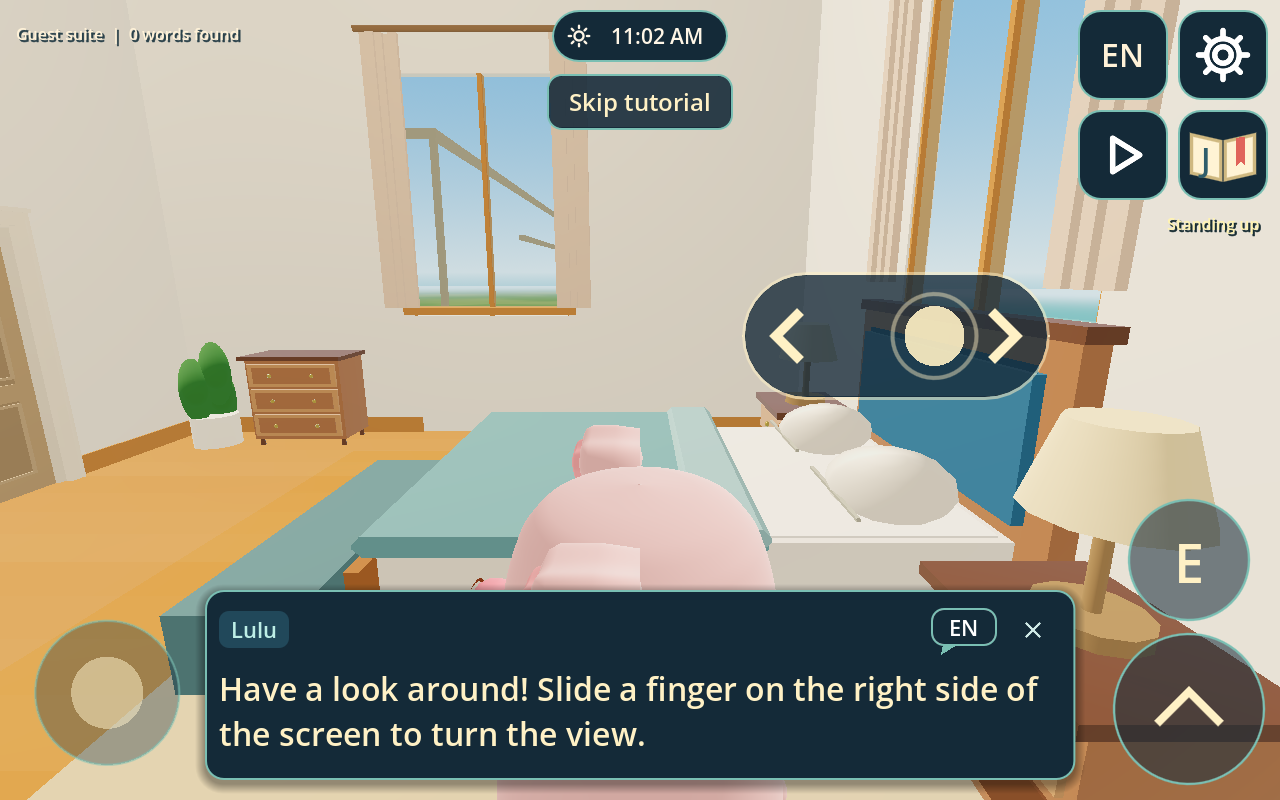 Guest suite | 0 words found
11:02 AM
Skip tutorial
EN
Standing up
E
Lulu
EN
Have a look around! Slide a finger on the right side of
the screen to turn the view.